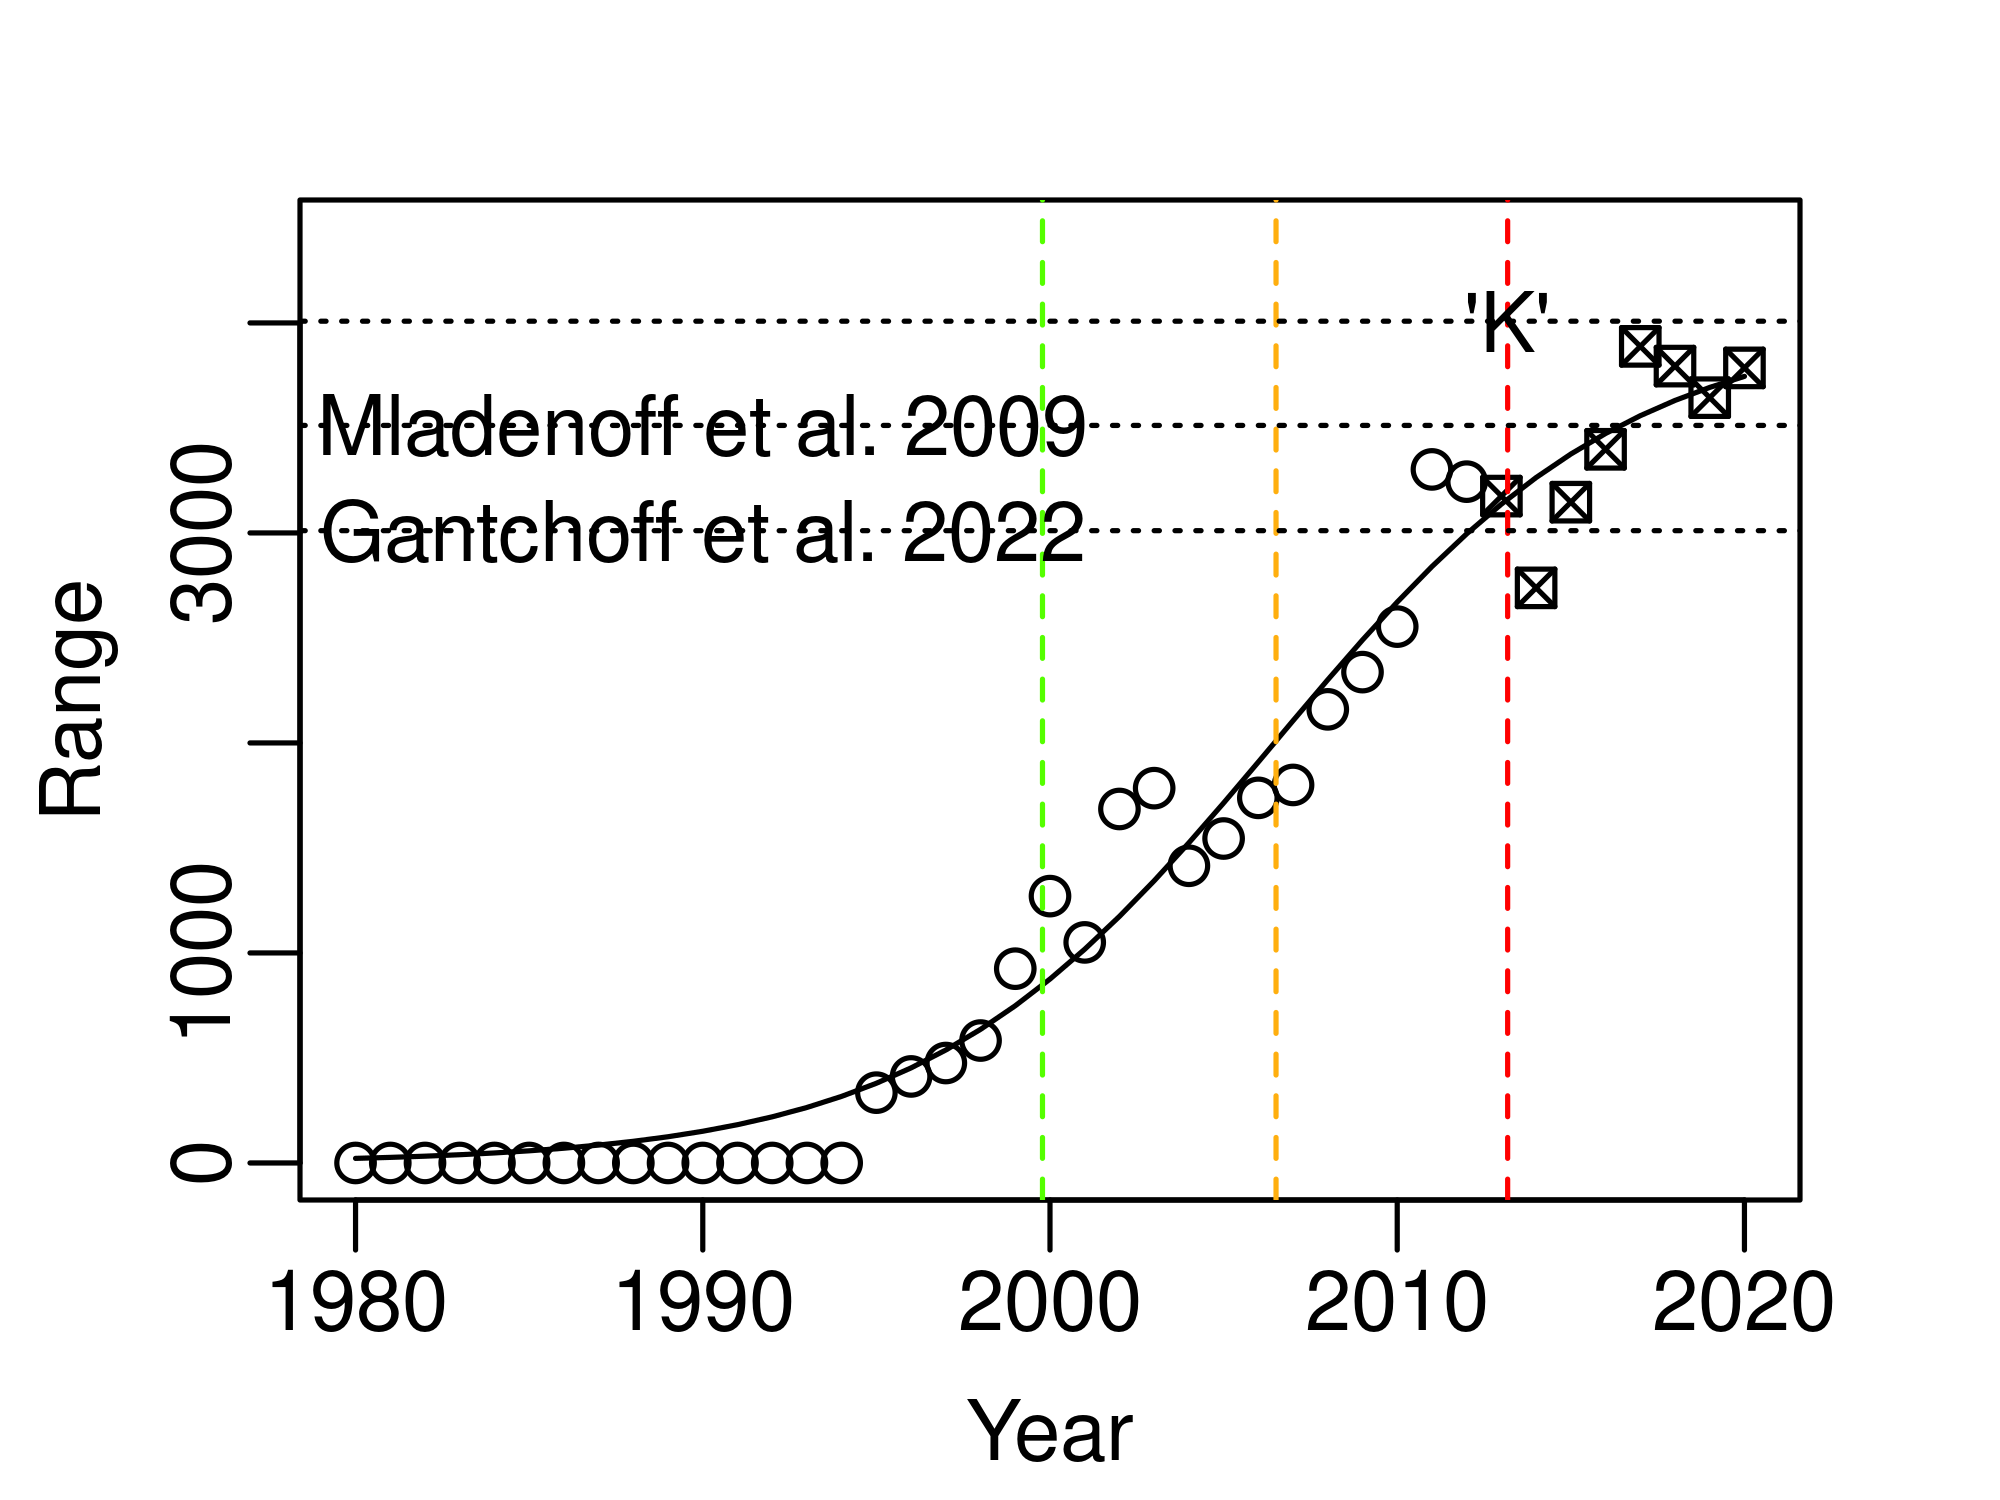 'K'
Mladenoff et al. 2009
Gantchoff et al. 2022
Range
0
1000
3000
1980 1990 2000 2010 2020
Year